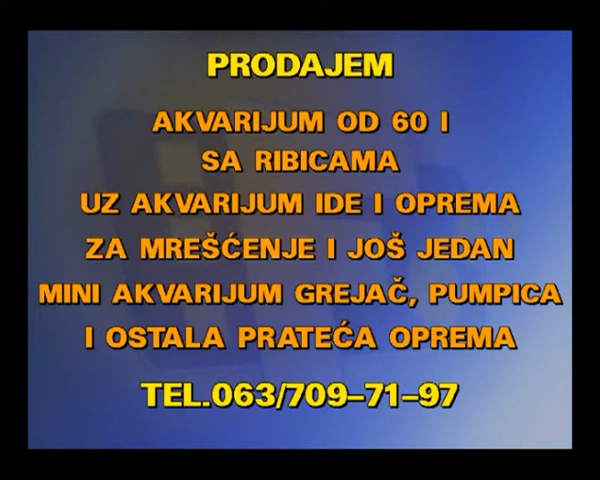 PRODAJEM
AKVARIJUM OD 60 l
SA RIBICAMA
UZ AKVARIJUM IDE I OPREMA
ZA MREŠĆENJE I JOŠ JEDAN
MINI AKVARIJUM GREJAČ, PUMPICA
I OSTALA PRATEĆA OPREMA
TEL.063/709–71–97